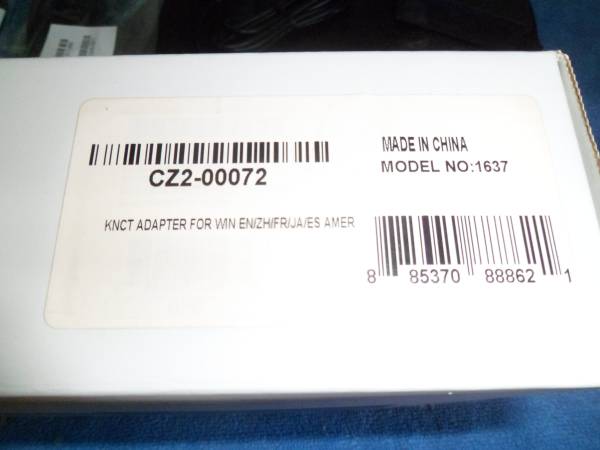 CZ2-00072
KNCT ADAPTER FOR WIN EN/ZH/FR/JA/ES AMER
MADE IN CHINA
MODEL NO:1637
8 85370 88862 1